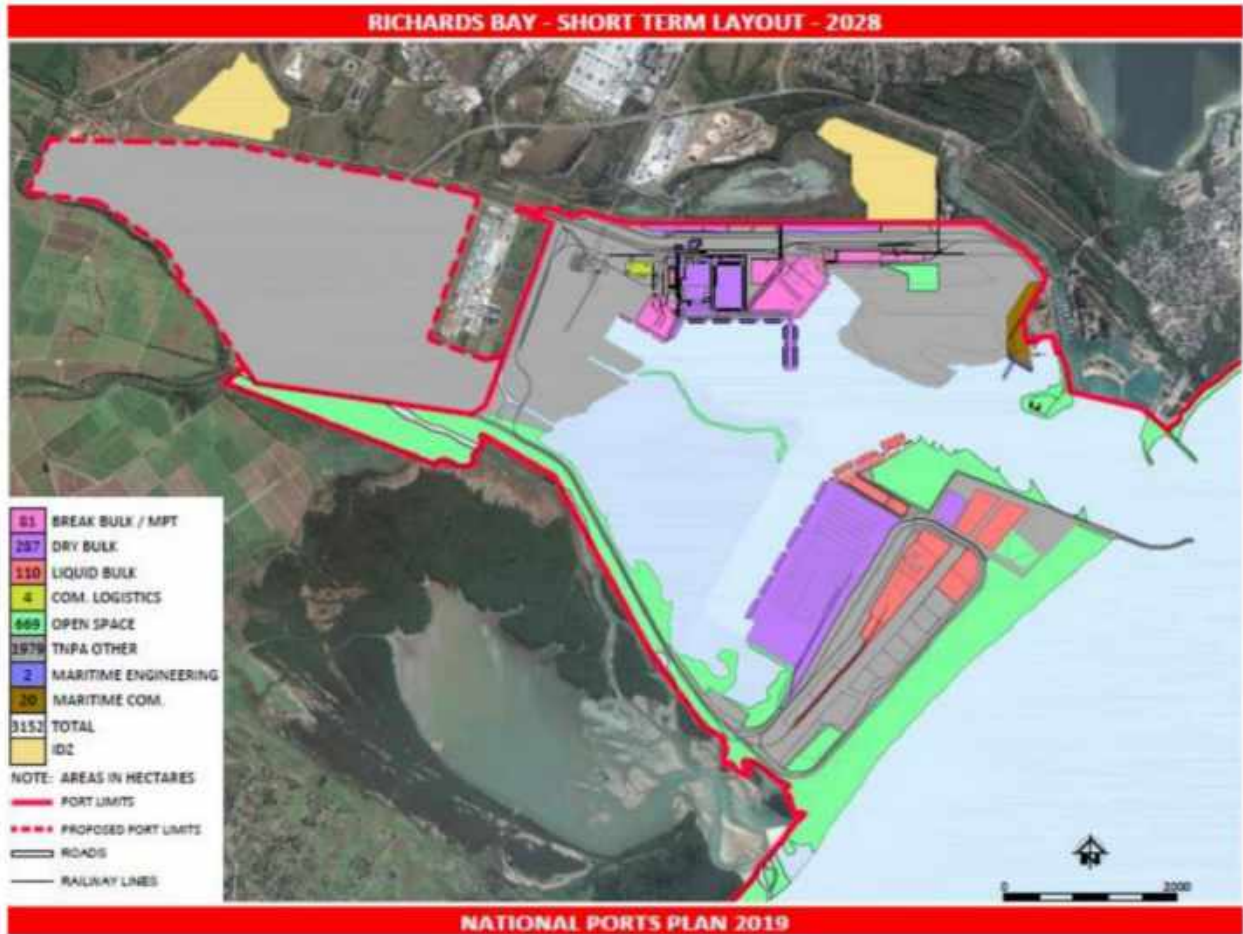 RICHARDS BAY - SHORT TERM LAYOUT - 2028
81 BREAK BULK / MPT
287 DRY BULK
110 LIQUID BULK
4 COM. LOGISTICS
669 OPEN SPACE
1979 TNPA OTHER
2 MARITIME ENGINEERING
20 MARITIME COM.
3152 TOTAL
IDZ
NOTE: AREAS IN HECTARES
PORT LIMITS
PROPOSED PORT LIMITS
ROADS
RAILWAY LINES
N
0 2000
NATIONAL PORTS PLAN 2019